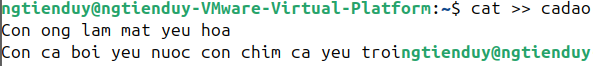 ngtienduy@ngtienduy-VMware-Virtual-Platform:~$ cat >> cadao
Con ong lam mat yeu hoa
Con ca boi yeu nuoc con chim ca yeu troingtienduy@ngtienduy